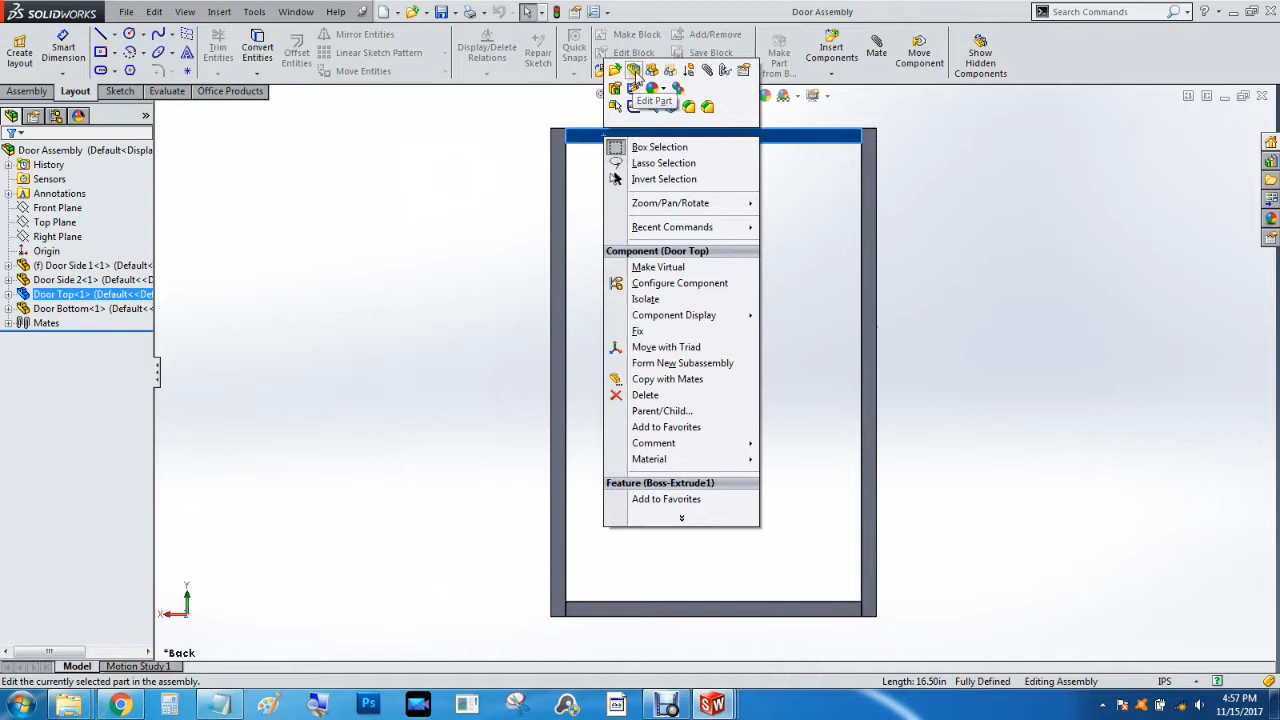 SOLIDWORKS
File Edit View Insert Tools Window Help
Door Assembly
Search Commands
Create layout
Smart Dimension
Trim Entities
Convert Entities
Offset Entities
Mirror Entities
Linear Sketch Pattern
Move Entities
Display/Delete Relations
Repair Sketch
Quick Snaps
Make Block
Edit Block
Add/Remove
Save Block
Make Part from B...
Insert Components
Mate
Move Component
Show Hidden Components
Assembly Layout Sketch Evaluate Office Products
Edit Part
Door Assembly (Default<Displa
History
Sensors
Annotations
Front Plane
Top Plane
Right Plane
Origin
(f) Door Side 1<1> (Default<
Door Side 2<1> (Default<<D
Door Top<1> (Default<<Def
Door Bottom<1> (Default<<
Mates
Box Selection
Lasso Selection
Invert Selection
Zoom/Pan/Rotate
Recent Commands
Component (Door Top)
Make Virtual
Configure Component
Isolate
Component Display
Fix
Move with Triad
Form New Subassembly
Copy with Mates
Delete
Parent/Child...
Add to Favorites
Comment
Material
Feature (Boss-Extrude1)
Add to Favorites
Y
X
*Back
Model Motion Study 1
Edit the currently selected part in the assembly.
Length: 16.50in Fully Defined Editing Assembly IPS
4:57 PM
11/15/2017